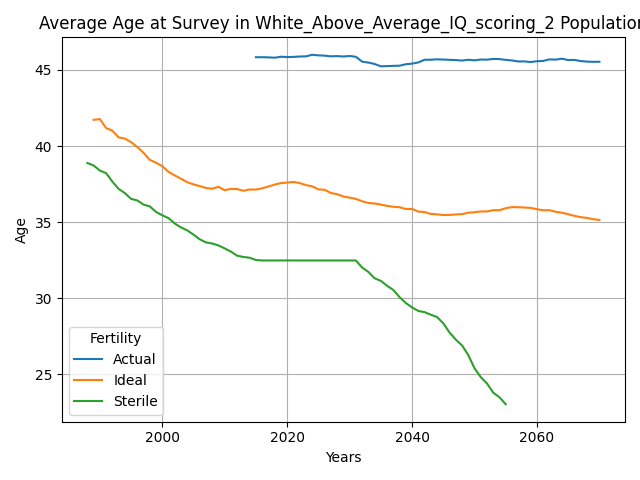 Average Age at Survey in White_Above_Average_IQ_scoring_2 Population
45
40
35
30
25
Age
Fertility
Actual
Ideal
Sterile
2000
2020
2040
2060
Years